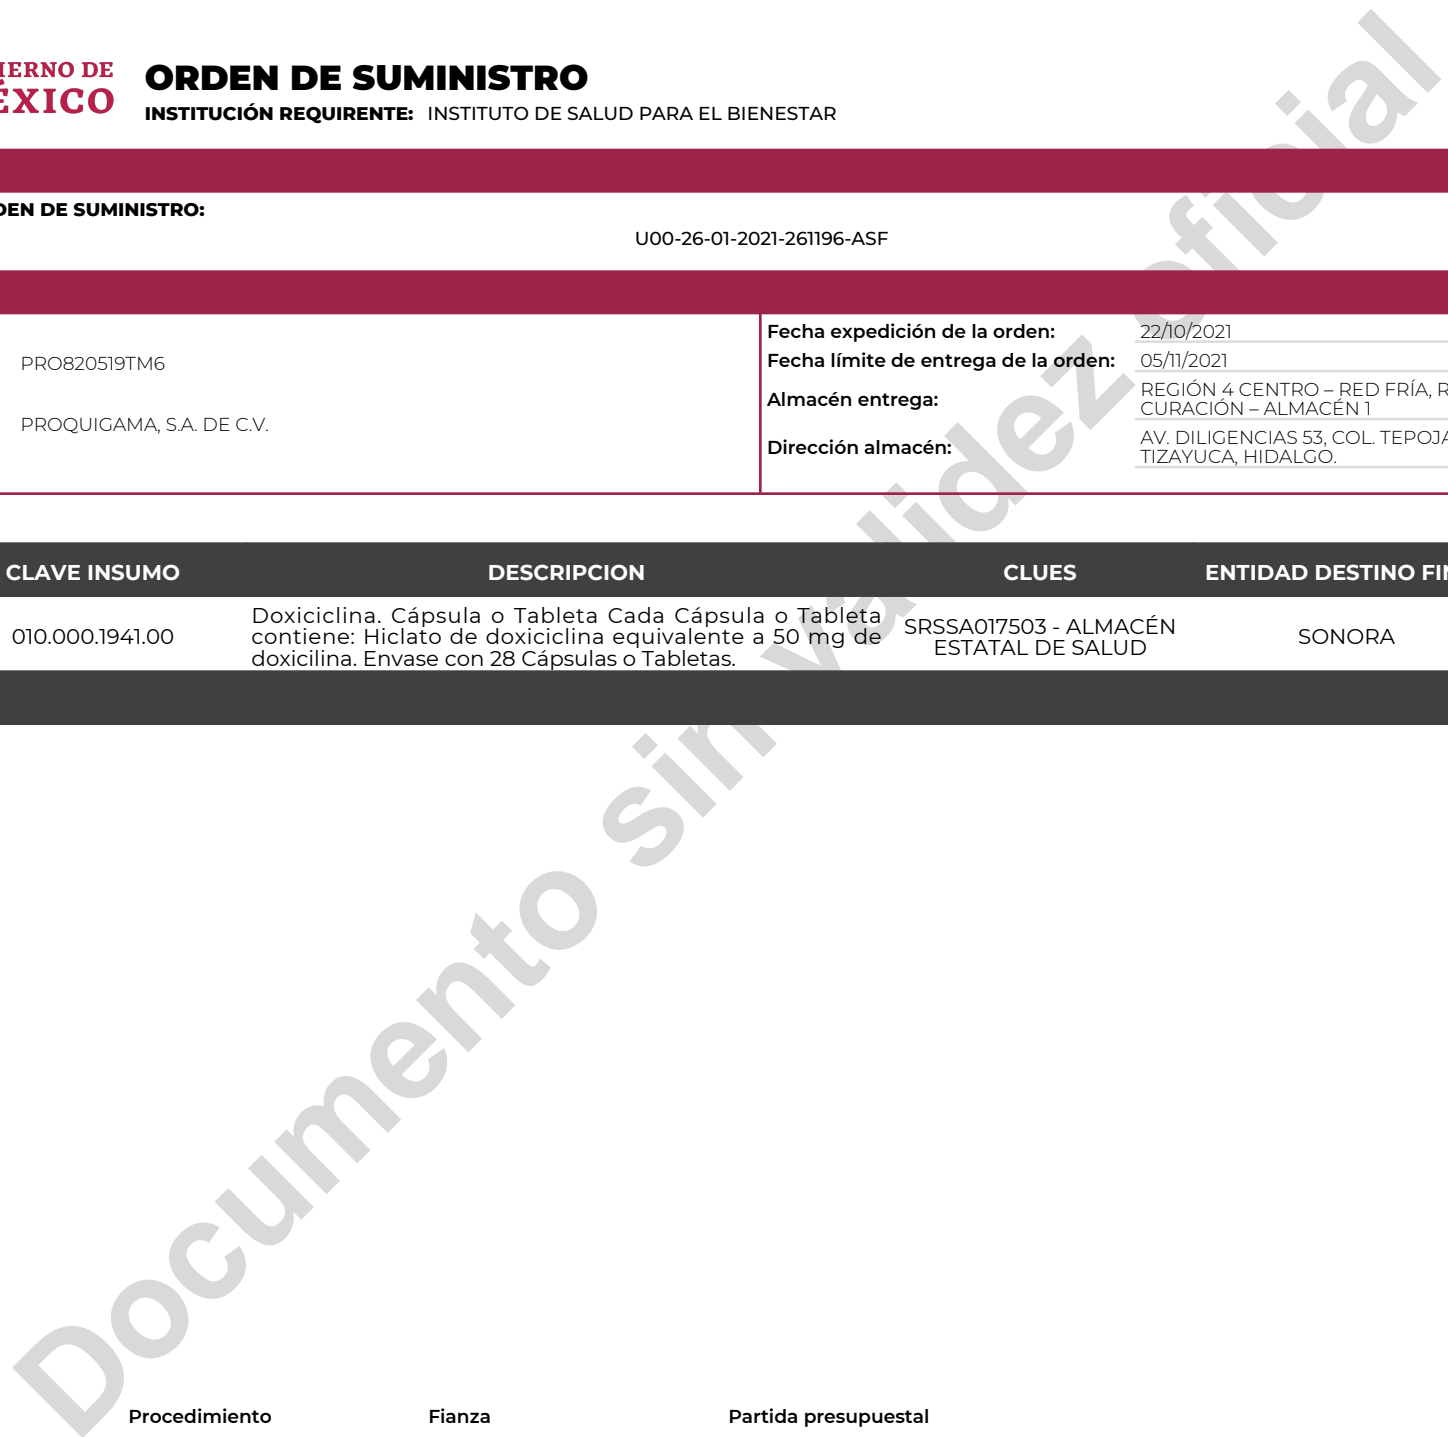 IERNO DE
ÉXICO
ORDEN DE SUMINISTRO
INSTITUCIÓN REQUIRENTE: INSTITUTO DE SALUD PARA EL BIENESTAR
DEN DE SUMINISTRO:
U00-26-01-2021-261196-ASF
PRO820519TM6
PROQUIGAMA, S.A. DE C.V.
Fecha expedición de la orden: 22/10/2021
Fecha límite de entrega de la orden: 05/11/2021
Almacén entrega: REGIÓN 4 CENTRO – RED FRÍA, R
CURACIÓN – ALMACÉN 1
Dirección almacén: AV. DILIGENCIAS 53, COL. TEPOJA
TIZAYUCA, HIDALGO.
CLAVE INSUMO DESCRIPCION CLUES ENTIDAD DESTINO FIN
010.000.1941.00
Doxiciclina. Cápsula o Tableta Cada Cápsula o Tableta
contiene: Hiclato de doxiciclina equivalente a 50 mg de
doxicilina. Envase con 28 Cápsulas o Tabletas.
SRSSA017503 - ALMACÉN
ESTATAL DE SALUD
SONORA
Documento sin validez oficial
Procedimiento Fianza Partida presupuestal